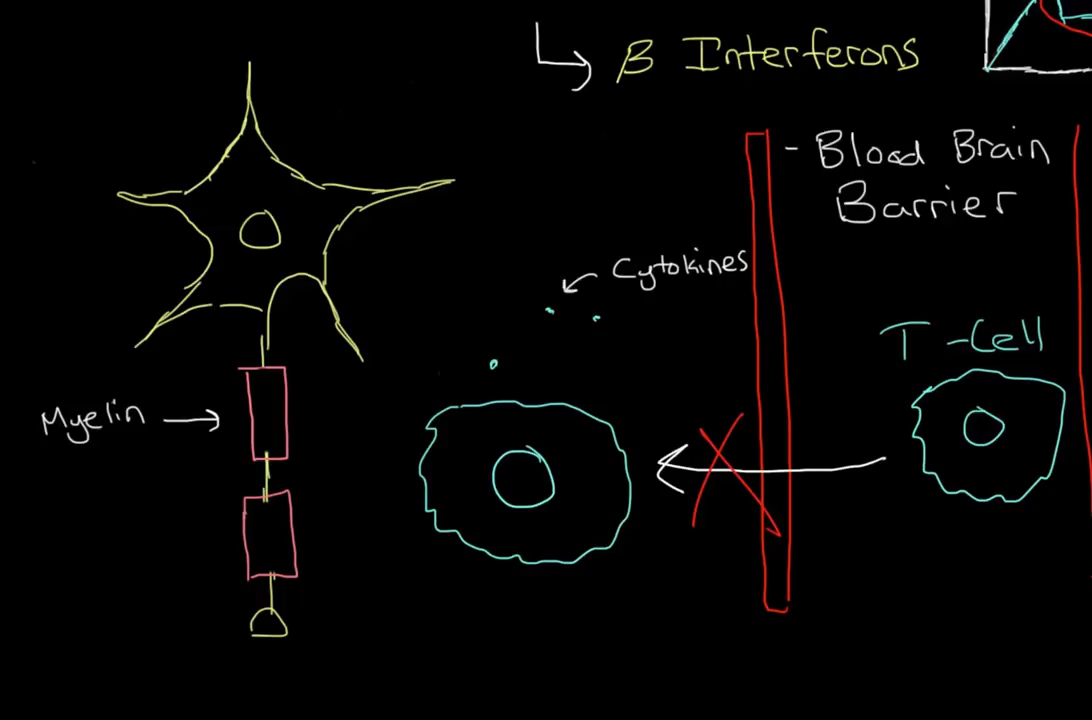 β Interferons
- Blood Brain
Barrier
Cytokines
T-Cell
Myelin